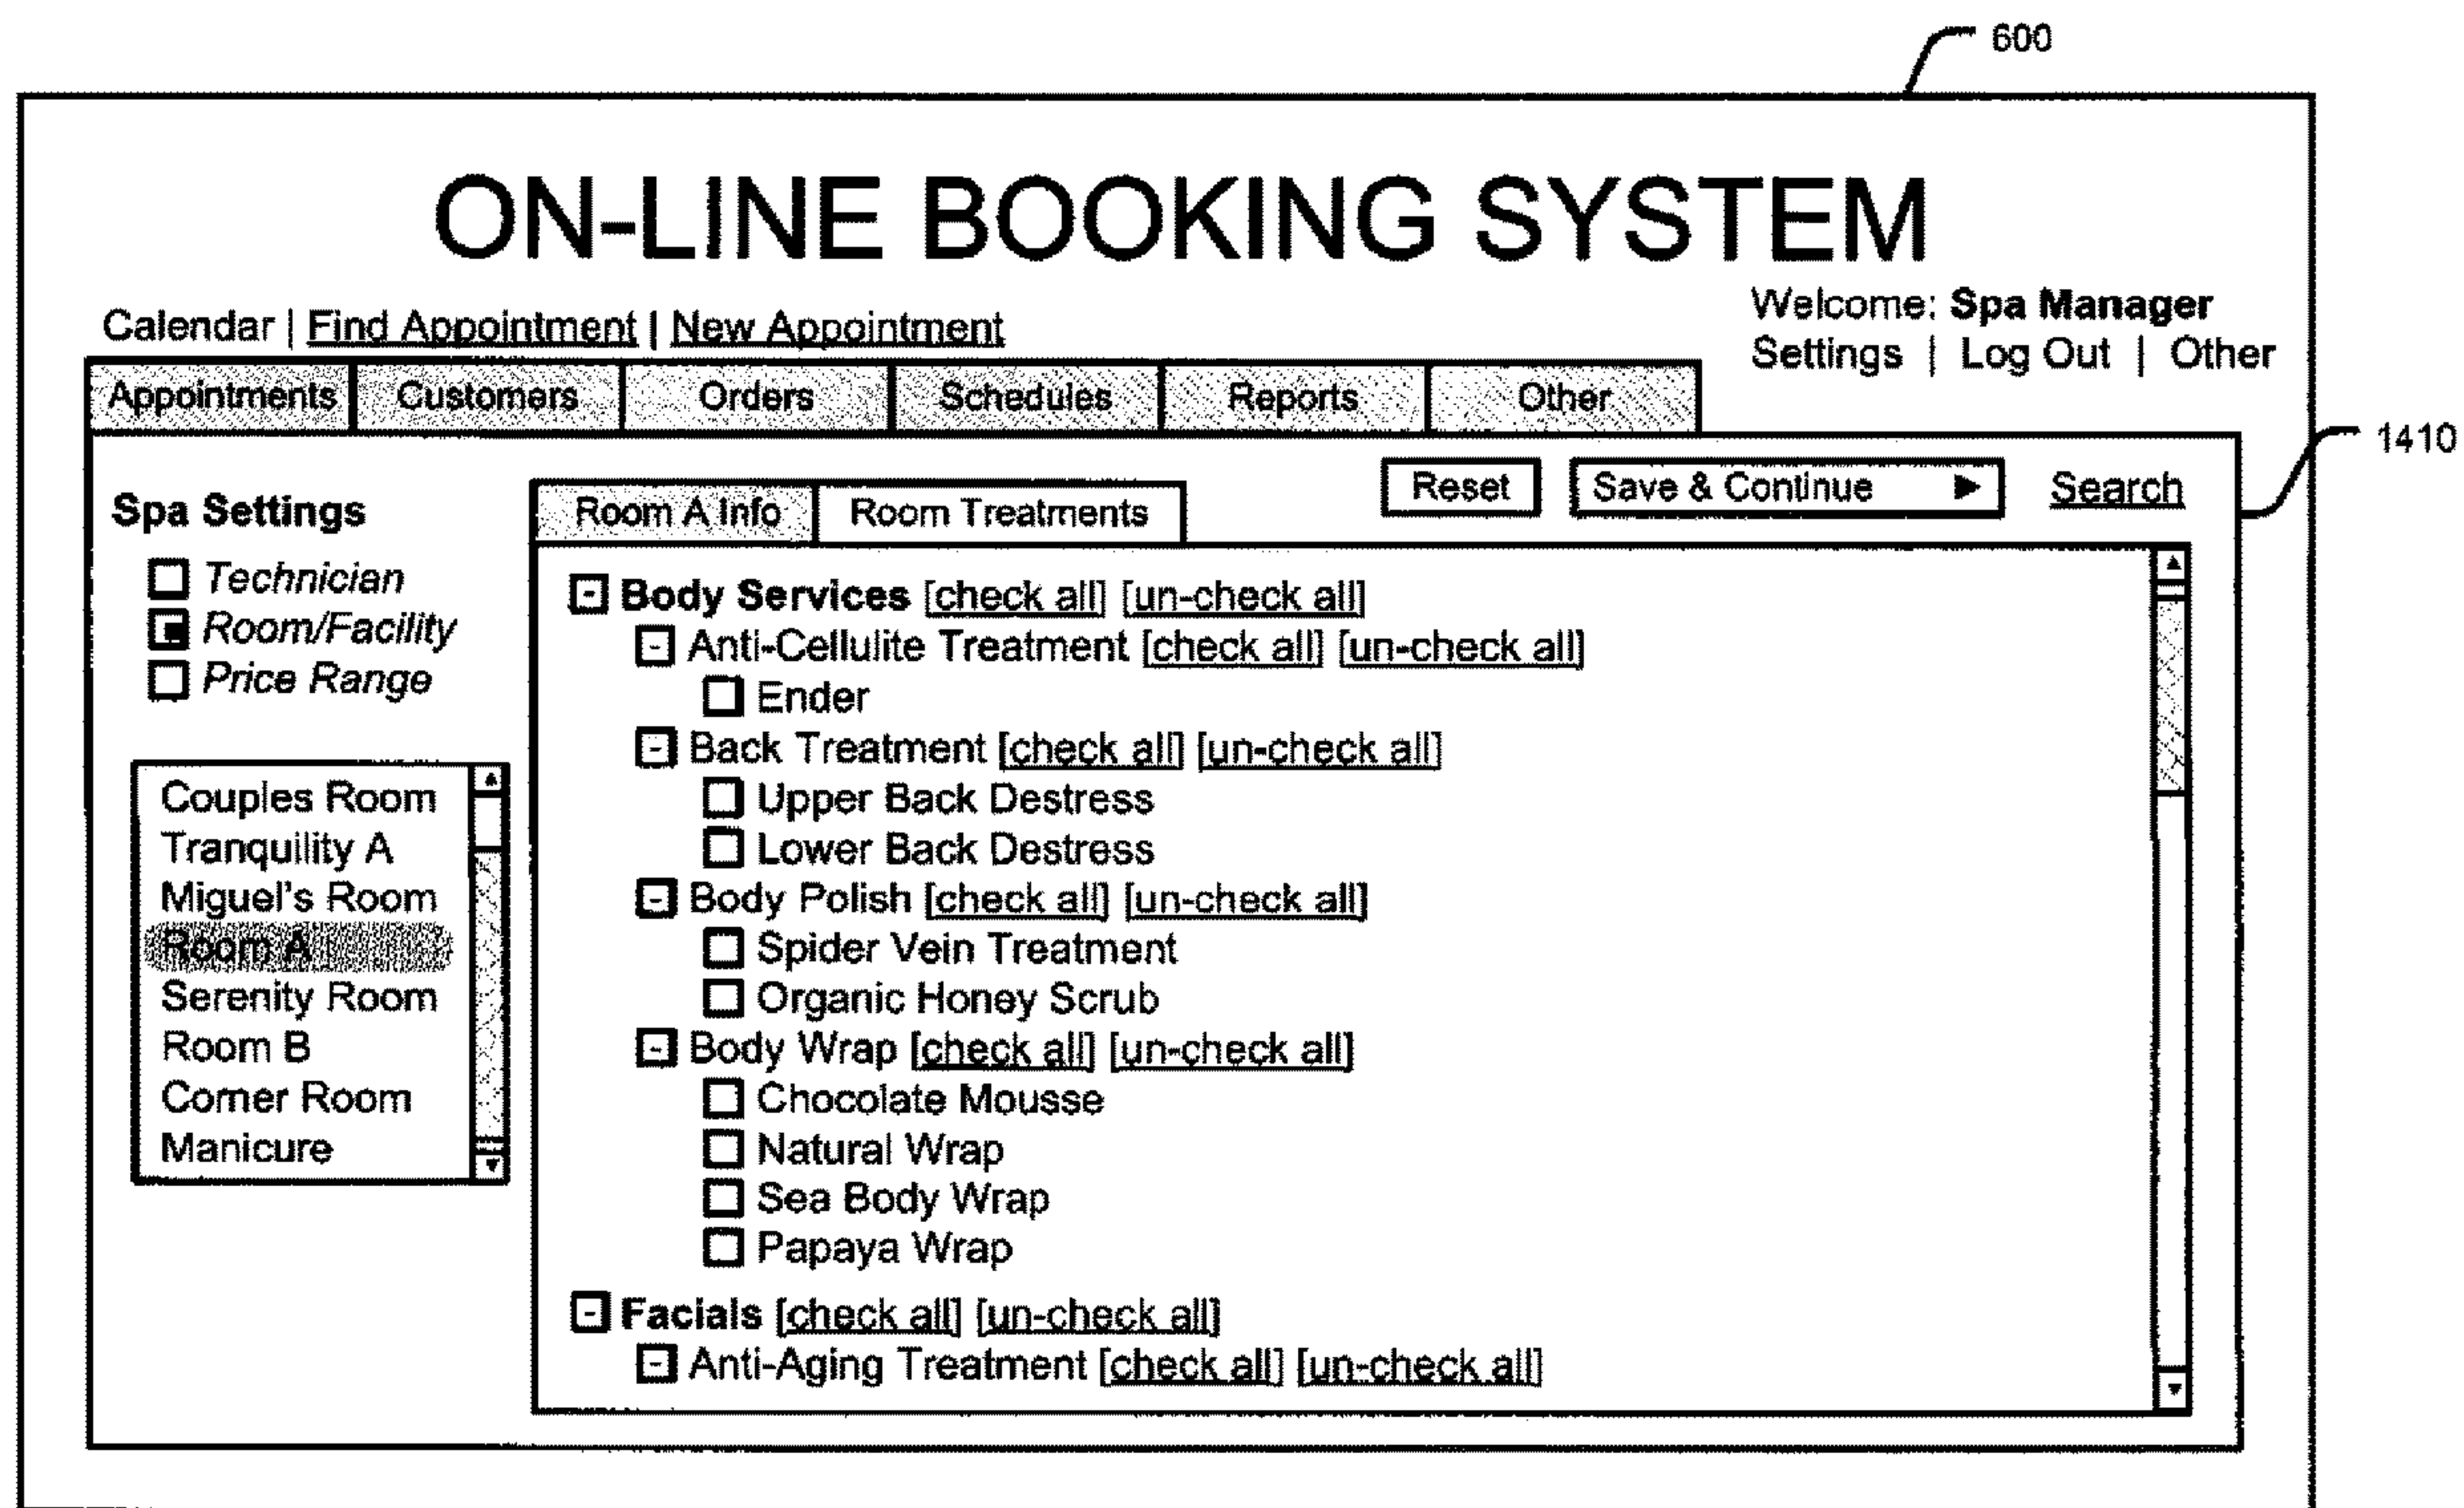 600
ON-LINE BOOKING SYSTEM
Calendar | Find Appointment | New Appointment
Welcome: Spa Manager
Settings | Log Out | Other
Appointments Customers Orders Schedules Reports Other
1410
Reset Save & Continue Search
Spa Settings
Technician
Room/Facility
Price Range
Couples Room
Tranquility A
Miguel's Room
Room A
Serenity Room
Room B
Corner Room
Manicure
Room A Info Room Treatments
Body Services [check all] [un-check all]
Anti-Cellulite Treatment [check all] [un-check all]
Ender
Back Treatment [check all] [un-check all]
Upper Back Destress
Lower Back Destress
Body Polish [check all] [un-check all]
Spider Vein Treatment
Organic Honey Scrub
Body Wrap [check all] [un-check all]
Chocolate Mousse
Natural Wrap
Sea Body Wrap
Papaya Wrap
Facials [check all] [un-check all]
Anti-Aging Treatment [check all] [un-check all]